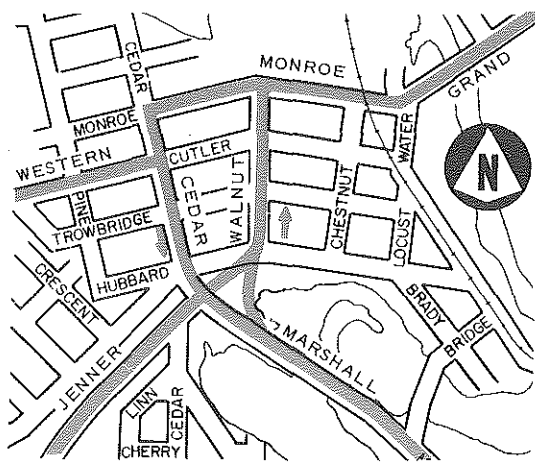 CEDAR
MONROE
GRAND
MONROE
WATER
WESTERN
CUTLER
N
PINE
CEDAR
WALNUT
CHESTNUT
TROWBRIDGE
LOCUST
CRESCENT
HUBBARD
BRADY
BRIDGE
MARSHALL
JENNER
LINN
CEDAR
CHERRY